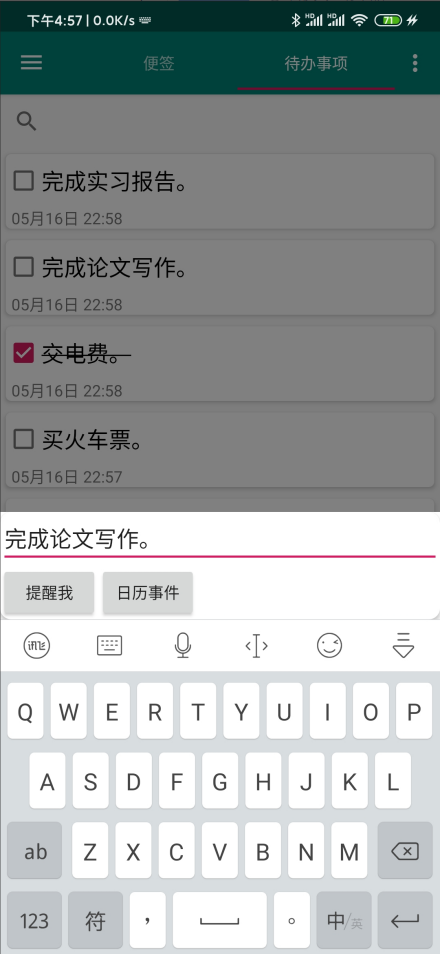 下午4:57 | 0.0K/s
HD HD 71
便签 待办事项
完成实习报告。
05月16日 22:58
完成论文写作。
05月16日 22:58
交电费。
05月16日 22:58
买火车票。
05月16日 22:57
完成论文写作。
提醒我 日历事件
Q W E R T Y U I O P
A S D F G H J K L
ab Z X C V B N M
123 符 ， 。 中/英